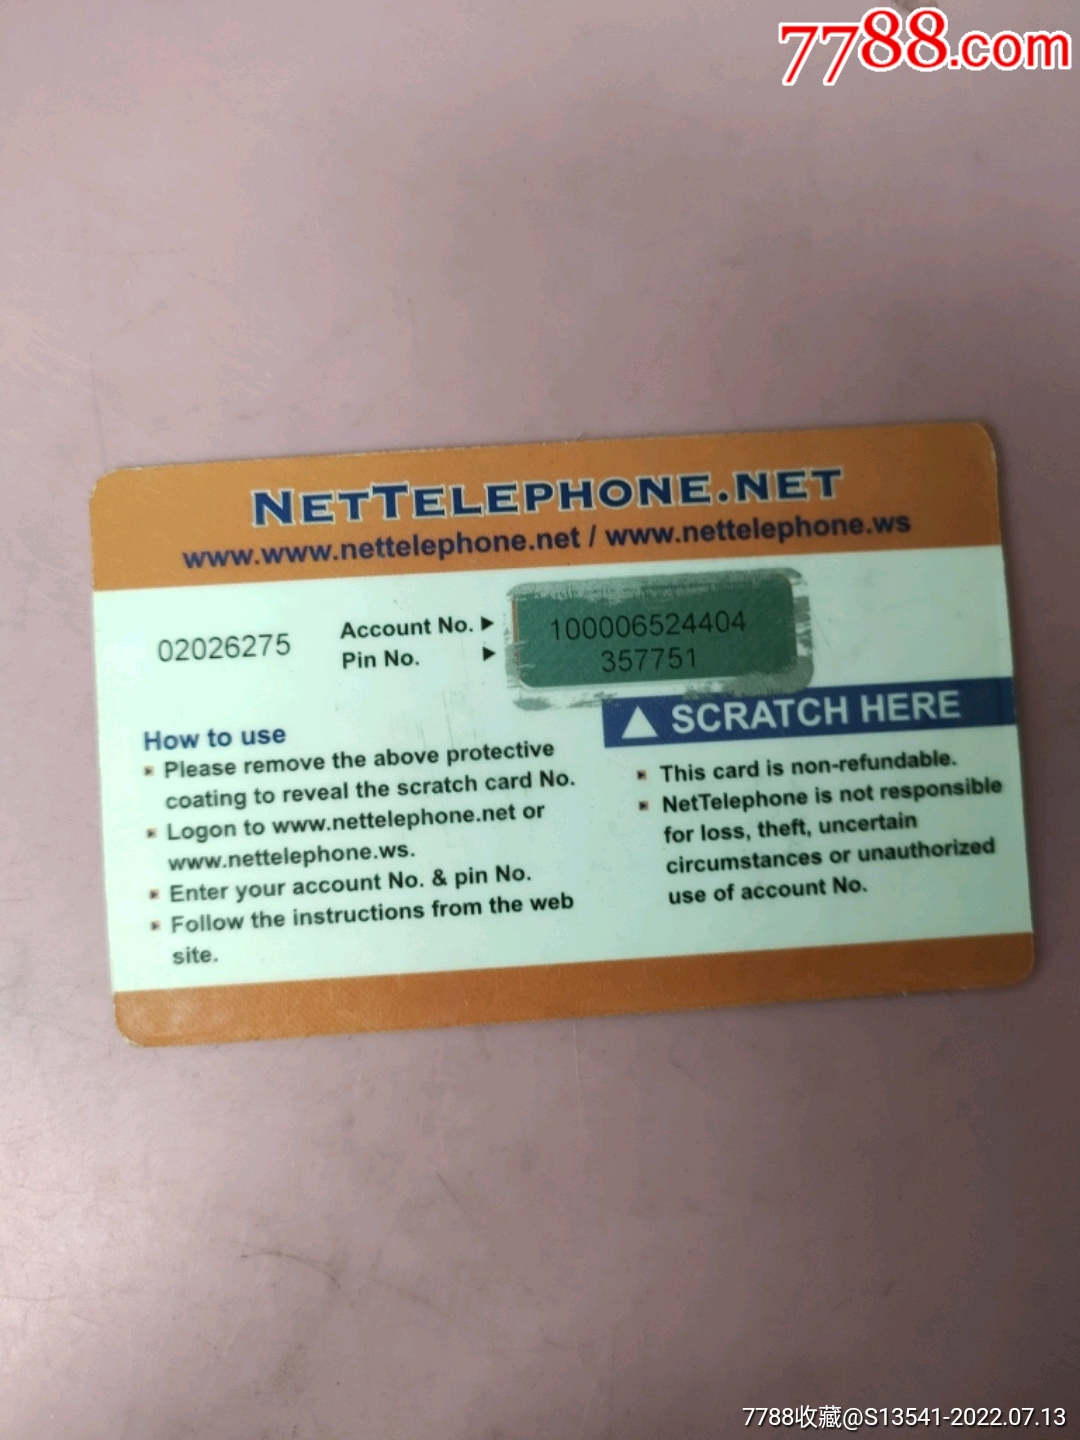 7788.com
NETTELEPHONE.NET
www.www.nettelephone.net / www.nettelephone.ws
02026275
Account No. ▶ 100006524404
Pin No. ▶ 357751
▲ SCRATCH HERE
How to use
Please remove the above protective
coating to reveal the scratch card No.
Logon to www.nettelephone.net or
www.nettelephone.ws.
Enter your account No. & pin No.
Follow the instructions from the web
site.
This card is non-refundable.
NetTelephone is not responsible
for loss, theft, uncertain
circumstances or unauthorized
use of account No.
7788收藏@S13541-2022.07.13